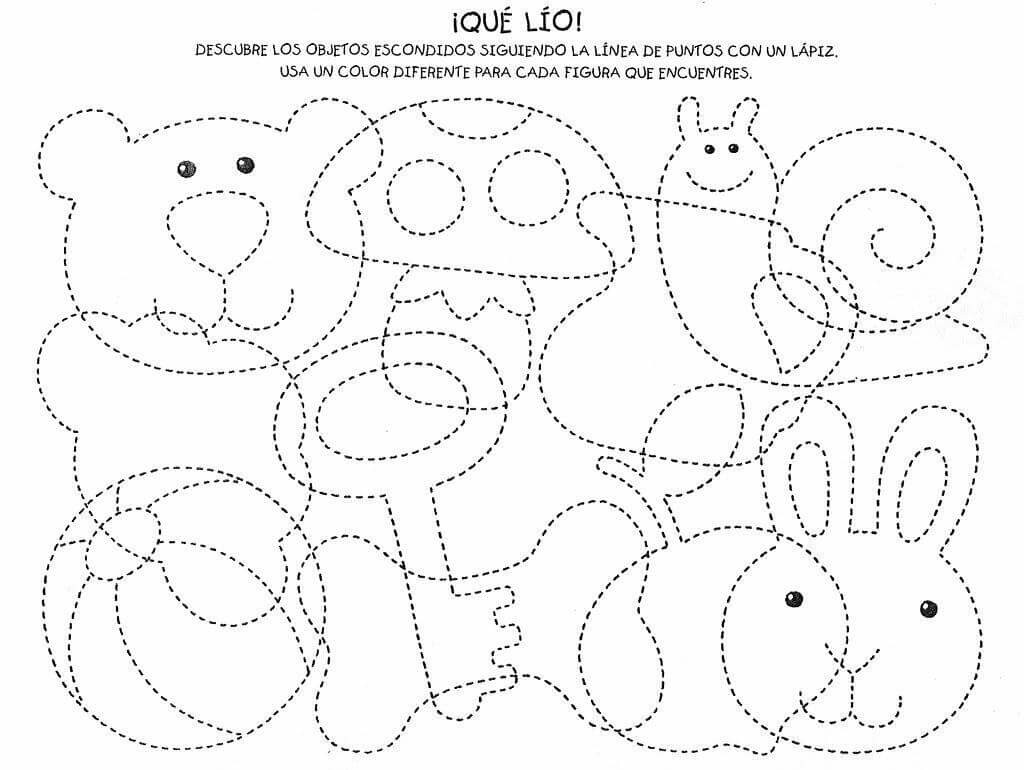 ¡QUÉ LÍO!
DESCUBRE LOS OBJETOS ESCONDIDOS SIGUIENDO LA LÍNEA DE PUNTOS CON UN LÁPIZ.
USA UN COLOR DIFERENTE PARA CADA FIGURA QUE ENCUENTRES.